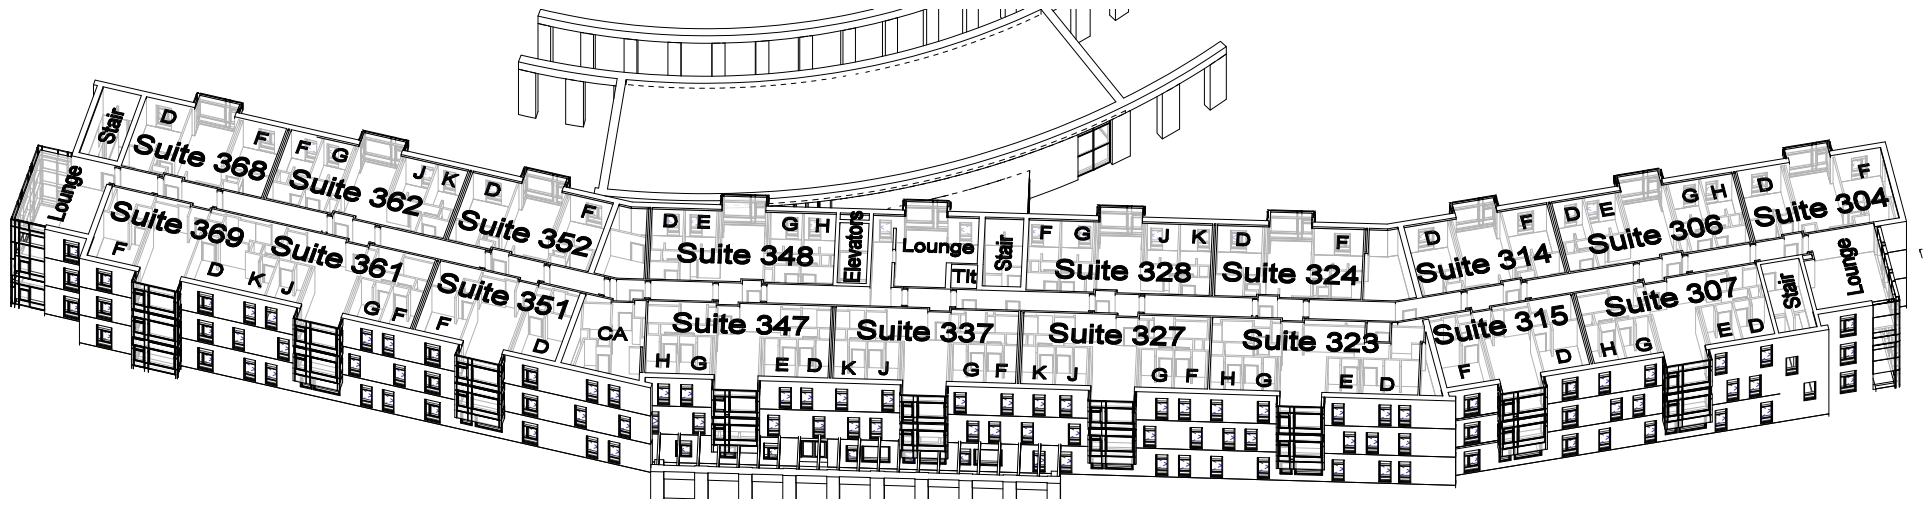 Stair
D
F
Suite 368
F
G
J
K
Suite 362
D
F
Suite 352
D
E
G
H
Suite 348
Elevators
Lounge
Tlt
Stair
F
G
J
K
Suite 328
D
F
Suite 324
D
F
Suite 314
D
E
G
H
Suite 306
D
F
Suite 304
Lounge
Suite 369
F
D
Suite 361
K
J
G
F
Suite 351
F
D
CA
Suite 347
H
G
E
D
Suite 337
K
J
G
F
Suite 327
K
J
G
F
Suite 323
H
G
E
D
Suite 315
F
D
Suite 307
H
G
E
D
Stair
Lounge